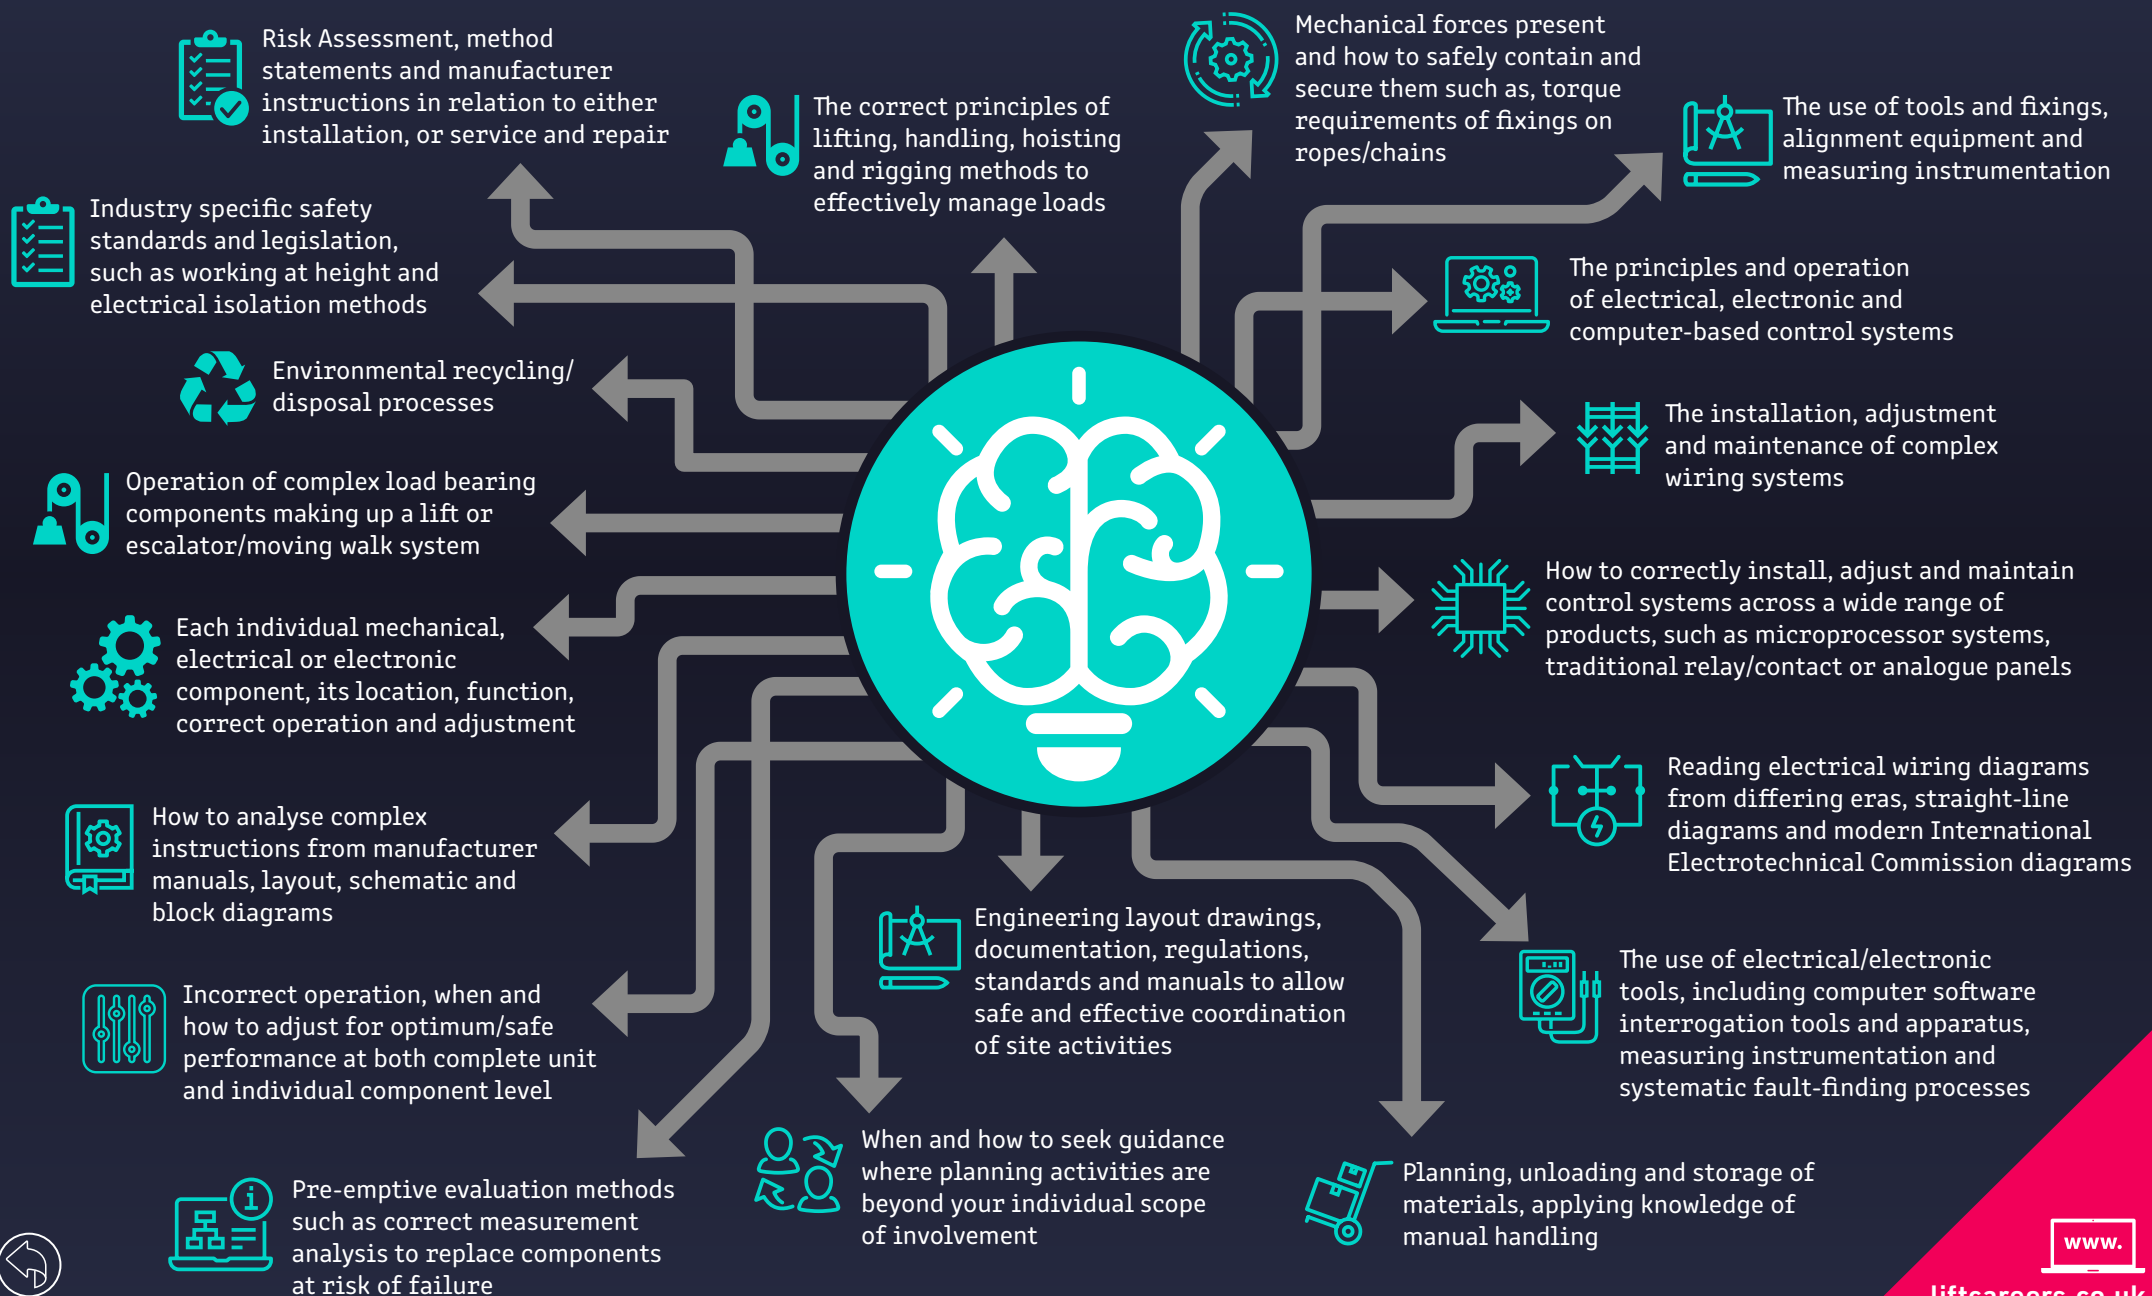 Risk Assessment, method
statements and manufacturer
instructions in relation to either
installation, or service and repair
The correct principles of
lifting, handling, hoisting
and rigging methods to
effectively manage loads
Mechanical forces present
and how to safely contain and
secure them such as, torque
requirements of fixings on
ropes/chains
The use of tools and fixings,
alignment equipment and
measuring instrumentation
Industry specific safety
standards and legislation,
such as working at height and
electrical isolation methods
The principles and operation
of electrical, electronic and
computer-based control systems
Environmental recycling/
disposal processes
The installation, adjustment
and maintenance of complex
wiring systems
Operation of complex load bearing
components making up a lift or
escalator/moving walk system
How to correctly install, adjust and maintain
control systems across a wide range of
products, such as microprocessor systems,
traditional relay/contact or analogue panels
Each individual mechanical,
electrical or electronic
component, its location, function,
correct operation and adjustment
Reading electrical wiring diagrams
from differing eras, straight-line
diagrams and modern International
Electrotechnical Commission diagrams
How to analyse complex
instructions from manufacturer
manuals, layout, schematic and
block diagrams
Engineering layout drawings,
documentation, regulations,
standards and manuals to allow
safe and effective coordination
of site activities
The use of electrical/electronic
tools, including computer software
interrogation tools and apparatus,
measuring instrumentation and
systematic fault-finding processes
Incorrect operation, when and
how to adjust for optimum/safe
performance at both complete unit
and individual component level
When and how to seek guidance
where planning activities are
beyond your individual scope
of involvement
Planning, unloading and storage of
materials, applying knowledge of
manual handling
Pre-emptive evaluation methods
such as correct measurement
analysis to replace components
at risk of failure
i
www.
liftcareers.co.uk